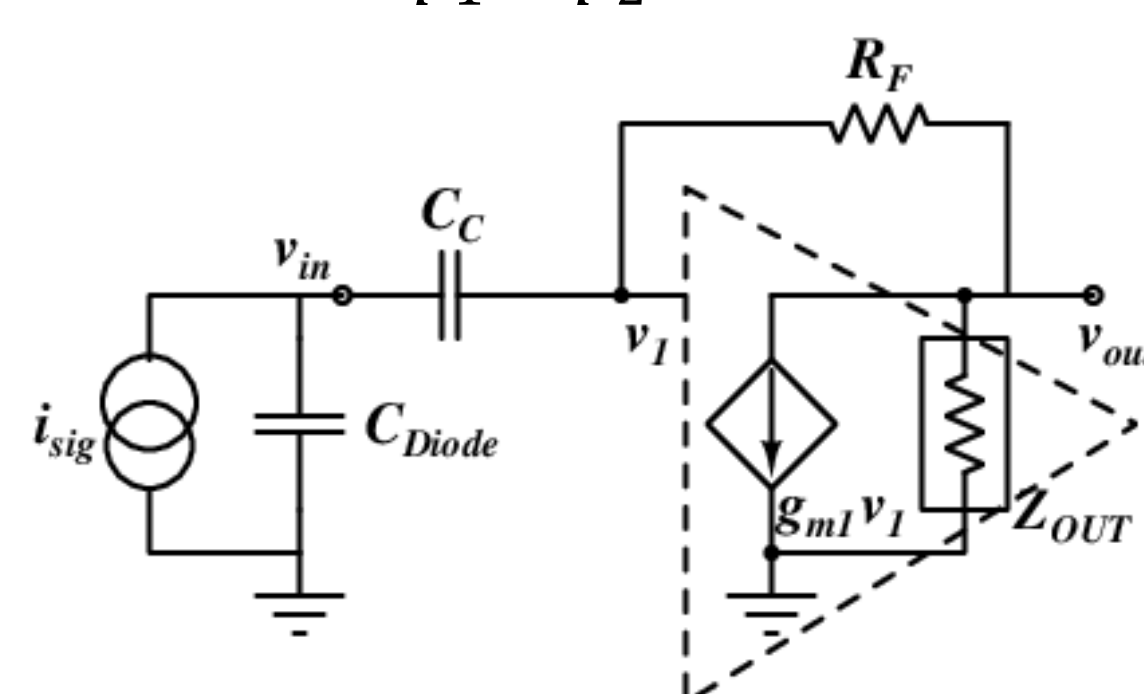 R_F
C_C
v_in
v_1
i_sig
C_Diode
g_m1 v_1
Z_OUT